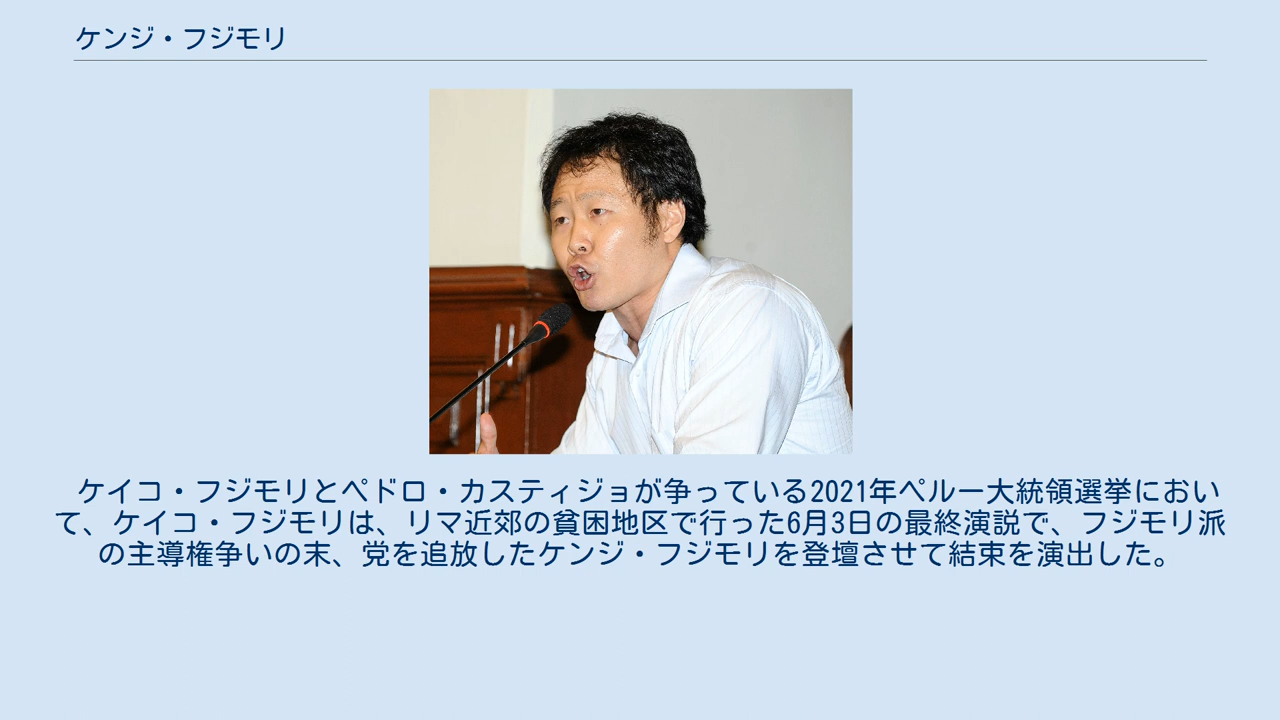 ケンジ・フジモリ
ケイコ・フジモリとペドロ・カスティジョが争っている2021年ペルー大統領選挙におい
て、ケイコ・フジモリは、リマ近郊の貧困地区で行った6月3日の最終演説で、フジモリ派
の主導権争いの末、党を追放したケンジ・フジモリを登壇させて結束を演出した。